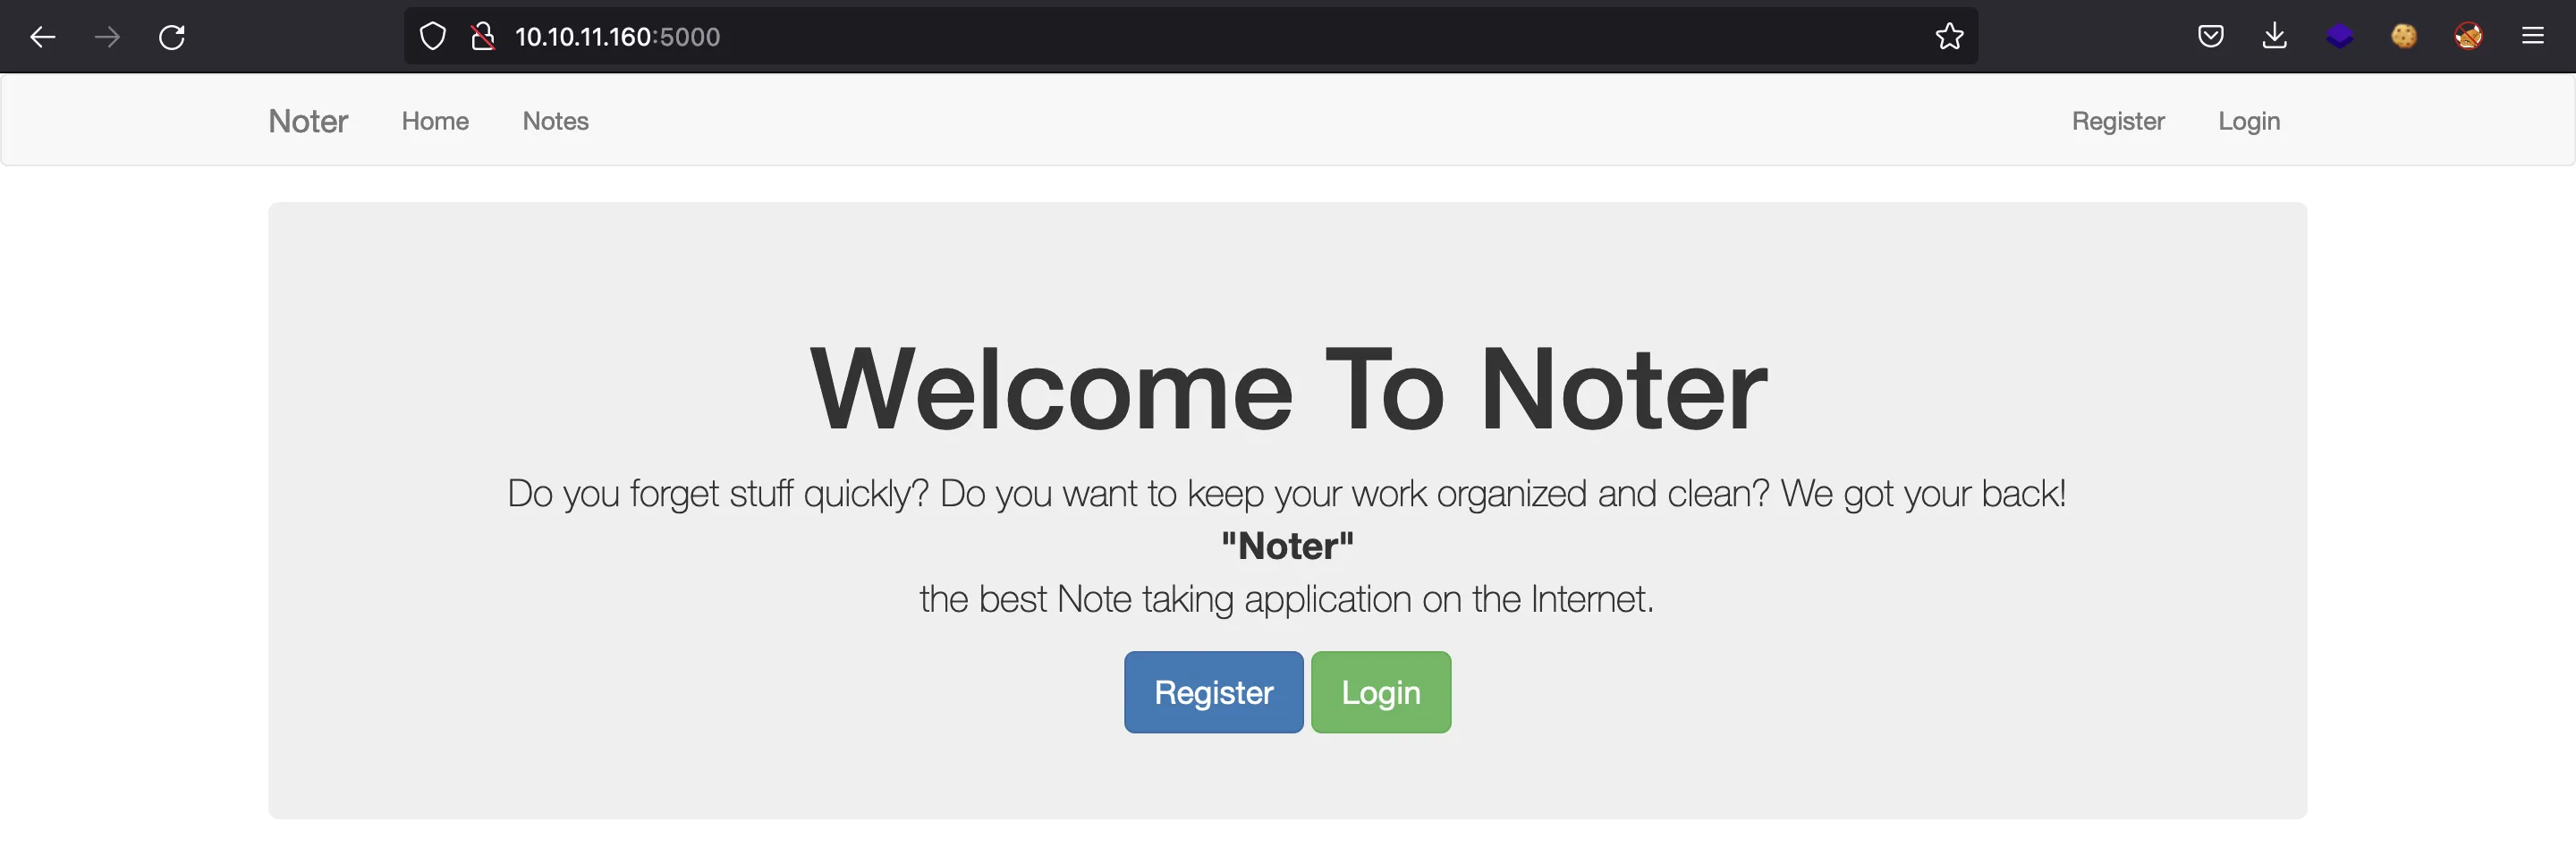 10.10.11.160:5000
Noter Home Notes Register Login
Welcome To Noter
Do you forget stuff quickly? Do you want to keep your work organized and clean? We got your back!
"Noter"
the best Note taking application on the Internet.
Register Login